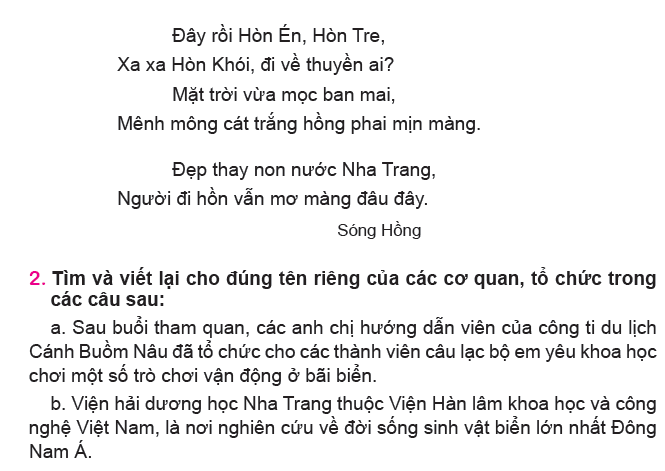 Đây rồi Hòn Én, Hòn Tre,
Xa xa Hòn Khói, đi về thuyền ai?
Mặt trời vừa mọc ban mai,
Mênh mông cát trắng hồng phai mịn màng.
Đẹp thay non nước Nha Trang,
Người đi hồn vẫn mơ màng đâu đây.
Sóng Hồng
2. Tìm và viết lại cho đúng tên riêng của các cơ quan, tổ chức trong
các câu sau:
a. Sau buổi tham quan, các anh chị hướng dẫn viên của công ti du lịch
Cánh Buồm Nâu đã tổ chức cho các thành viên câu lạc bộ em yêu khoa học
chơi một số trò chơi vận động ở bãi biển.
b. Viện hải dương học Nha Trang thuộc Viện Hàn lâm khoa học và công
nghệ Việt Nam, là nơi nghiên cứu về đời sống sinh vật biển lớn nhất Đông
Nam Á.